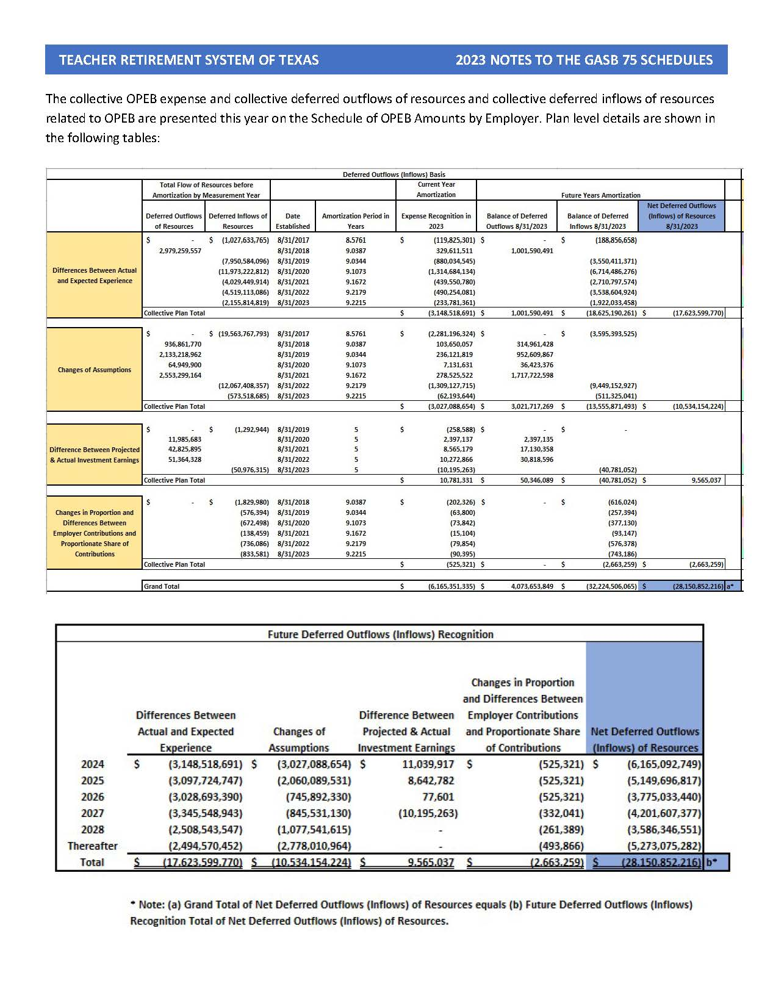 TEACHER RETIREMENT SYSTEM OF TEXAS 2023 NOTES TO THE GASB 75 SCHEDULES
The collective OPEB expense and collective deferred outflows of resources and collective deferred inflows of resources
related to OPEB are presented this year on the Schedule of OPEB Amounts by Employer. Plan level details are shown in
the following tables:
Deferred Outflows (Inflows) Basis
Total Flow of Resources before Current Year
Amortization by Measurement Year Amortization Future Years Amortization
Net Deferred Outflows
Deferred Outflows Deferred Inflows of Date Amortization Period in Expense Recognition in Balance of Deferred Balance of Deferred (Inflows) of Resources
of Resources Resources Established Years 2023 Outflows 8/31/2023 Inflows 8/31/2023 8/31/2023
$ - $ (1,027,633,765) 8/31/2017 8.5761 $ (119,825,301) $ - $ (188,856,658)
2,979,259,557 8/31/2018 9.0387 329,611,511 1,001,590,491
(7,950,584,096) 8/31/2019 9.0344 (880,034,545) (3,550,411,371)
Differences Between Actual (11,973,222,812) 8/31/2020 9.1073 (1,314,684,134) (6,714,486,276)
and Expected Experience (4,029,449,914) 8/31/2021 9.1672 (439,550,780) (2,710,797,574)
(4,519,113,086) 8/31/2022 9.2179 (490,254,081) (3,538,604,924)
(2,155,814,819) 8/31/2023 9.2215 (233,781,361) (1,922,033,458)
Collective Plan Total $ (3,148,518,691) $ 1,001,590,491 $ (18,625,190,261) $ (17,623,599,770)
$ - $ (19,563,767,793) 8/31/2017 8.5761 $ (2,281,196,324) $ - $ (3,595,393,525)
936,861,770 8/31/2018 9.0387 103,650,057 314,961,428
2,133,218,962 8/31/2019 9.0344 236,121,819 952,609,867
Changes of Assumptions 64,949,900 8/31/2020 9.1073 7,131,631 36,423,376
2,553,299,164 8/31/2021 9.1672 278,525,522 1,717,722,598
(12,067,408,357) 8/31/2022 9.2179 (1,309,127,715) (9,449,152,927)
(573,518,685) 8/31/2023 9.2215 (62,193,644) (511,325,041)
Collective Plan Total $ (3,027,088,654) $ 3,021,717,269 $ (13,555,871,493) $ (10,534,154,224)
$ - $ (1,292,944) 8/31/2019 5 $ (258,588) $ - $ -
11,985,683 8/31/2020 5 2,397,137 2,397,135
Difference Between Projected 42,825,895 8/31/2021 5 8,565,179 17,130,358
& Actual Investment Earnings 51,364,328 8/31/2022 5 10,272,866 30,818,596
(50,976,315) 8/31/2023 5 (10,195,263) (40,781,052)
Collective Plan Total $ 10,781,331 $ 50,346,089 $ (40,781,052) $ 9,565,037
$ - $ (1,829,980) 8/31/2018 9.0387 $ (202,326) $ - $ (616,024)
Changes in Proportion and (576,394) 8/31/2019 9.0344 (63,800) (257,394)
Differences Between (672,498) 8/31/2020 9.1073 (73,842) (377,130)
Employer Contributions and (138,459) 8/31/2021 9.1672 (15,104) (93,147)
Proportionate Share of (736,086) 8/31/2022 9.2179 (79,854) (576,378)
Contributions (833,581) 8/31/2023 9.2215 (90,395) (743,186)
Collective Plan Total $ (525,321) $ - $ (2,663,259) $ (2,663,259)
Grand Total $ (6,165,351,335) $ 4,073,653,849 $ (32,224,506,065) $ (28,150,852,216) a*
Future Deferred Outflows (Inflows) Recognition
Changes in Proportion
and Differences Between
Differences Between Difference Between Employer Contributions
Actual and Expected Changes of Projected & Actual and Proportionate Share Net Deferred Outflows
Experience Assumptions Investment Earnings of Contributions (Inflows) of Resources
2024 $ (3,148,518,691) $ (3,027,088,654) $ 11,039,917 $ (525,321) $ (6,165,092,749)
2025 (3,097,724,747) (2,060,089,531) 8,642,782 (525,321) (5,149,696,817)
2026 (3,028,693,390) (745,892,330) 77,601 (525,321) (3,775,033,440)
2027 (3,345,548,943) (845,531,130) (10,195,263) (332,041) (4,201,607,377)
2028 (2,508,543,547) (1,077,541,615) - (261,389) (3,586,346,551)
Thereafter (2,494,570,452) (2,778,010,964) - (493,866) (5,273,075,282)
Total $ (17,623,599,770) $ (10,534,154,224) $ 9,565,037 $ (2,663,259) $ (28,150,852,216) b*
* Note: (a) Grand Total of Net Deferred Outflows (Inflows) of Resources equals (b) Future Deferred Outflows (Inflows)
Recognition Total of Net Deferred Outflows (Inflows) of Resources.